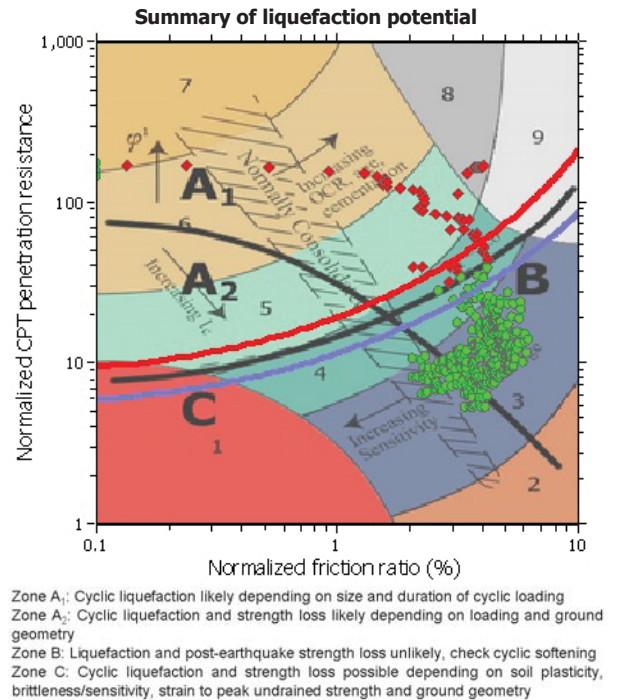 Summary of liquefaction potential
1,000
7
8
9
φ'
Increasing
OCR, age,
cementation
A₁
Normally Consolid
100
6
A₂
Increasing I
5
B
10
4
3
C
1
Increasing
Sensitivity
2
1
0.1
1
10
Normalized CPT penetration resistance
Normalized friction ratio (%)
Zone A₁: Cyclic liquefaction likely depending on size and duration of cyclic loading
Zone A₂: Cyclic liquefaction and strength loss likely depending on loading and ground
geometry
Zone B: Liquefaction and post-earthquake strength loss unlikely, check cyclic softening
Zone C: Cyclic liquefaction and strength loss possible depending on soil plasticity,
brittleness/sensitivity, strain to peak undrained strength and ground geometry